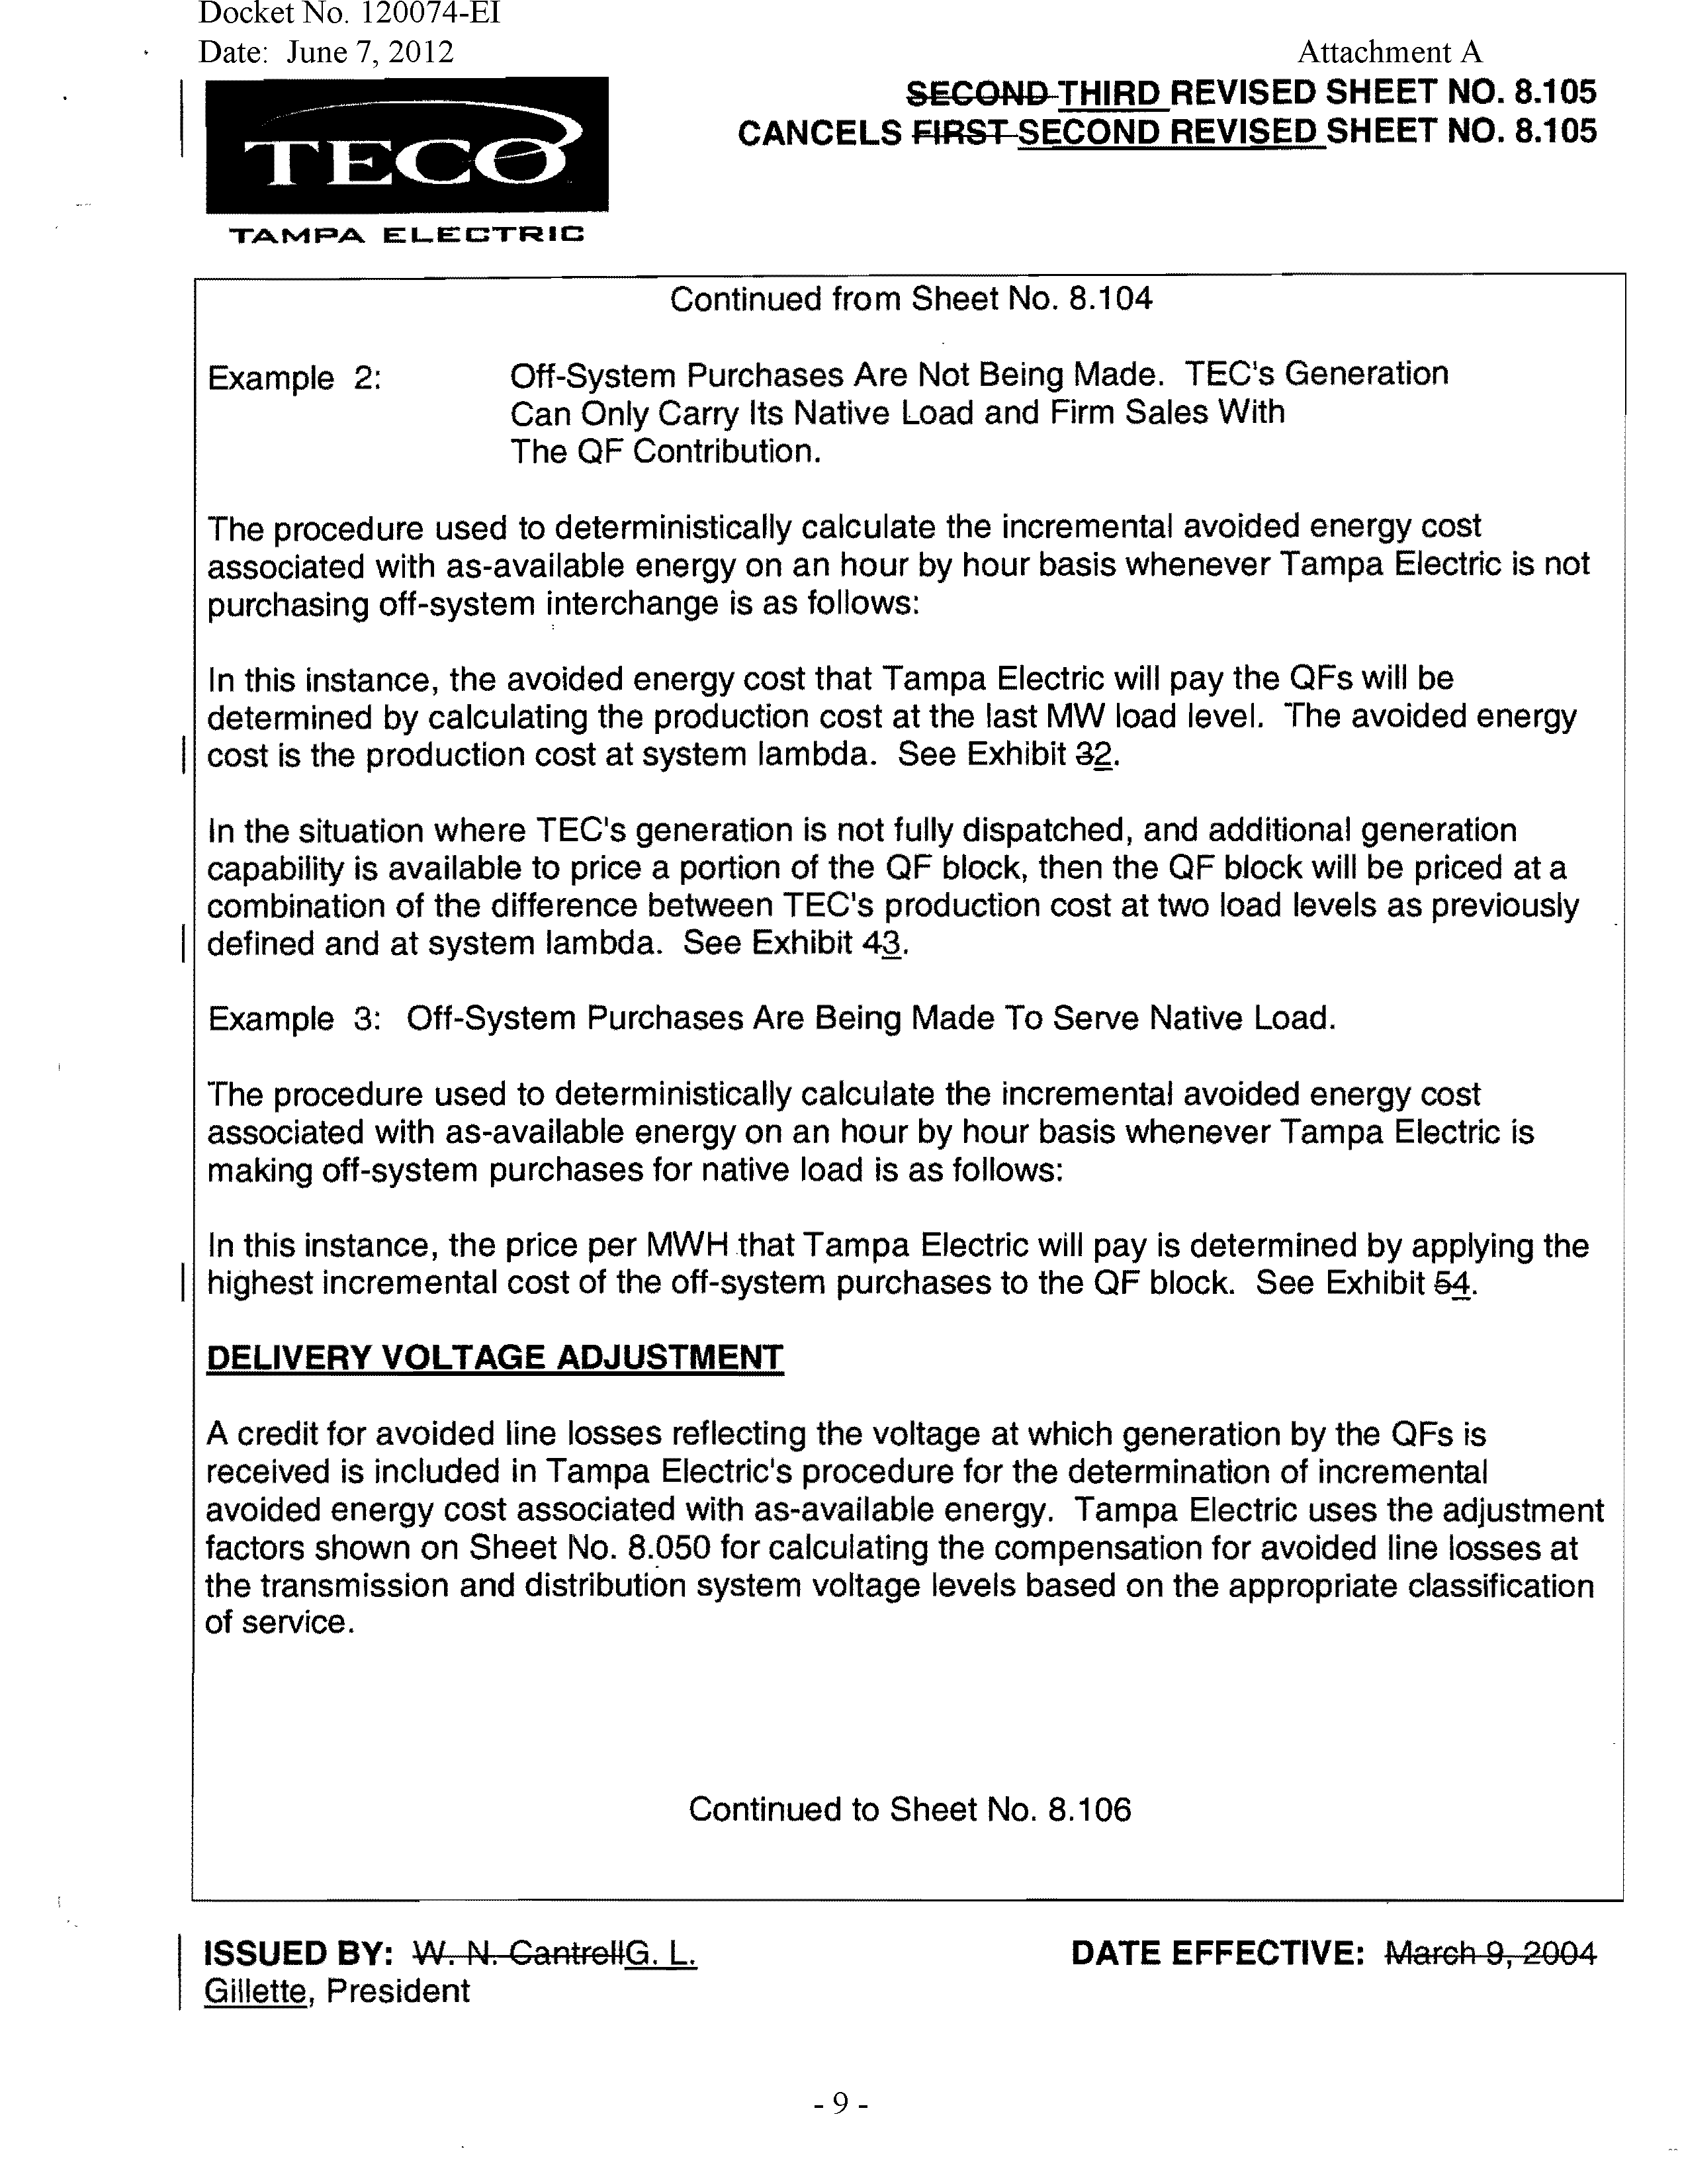 Docket No. 120074-EI
Date: June 7, 2012
Attachment A
SECOND THIRD REVISED SHEET NO. 8.105
CANCELS FIRST SECOND REVISED SHEET NO. 8.105
TECO
TAMPA ELECTRIC
Continued from Sheet No. 8.104
Example 2: Off-System Purchases Are Not Being Made. TEC's Generation
Can Only Carry Its Native Load and Firm Sales With
The QF Contribution.
The procedure used to deterministically calculate the incremental avoided energy cost
associated with as-available energy on an hour by hour basis whenever Tampa Electric is not
purchasing off-system interchange is as follows:
In this instance, the avoided energy cost that Tampa Electric will pay the QFs will be
determined by calculating the production cost at the last MW load level. The avoided energy
cost is the production cost at system lambda. See Exhibit 32.
In the situation where TEC's generation is not fully dispatched, and additional generation
capability is available to price a portion of the QF block, then the QF block will be priced at a
combination of the difference between TEC's production cost at two load levels as previously
defined and at system lambda. See Exhibit 43.
Example 3: Off-System Purchases Are Being Made To Serve Native Load.
The procedure used to deterministically calculate the incremental avoided energy cost
associated with as-available energy on an hour by hour basis whenever Tampa Electric is
making off-system purchases for native load is as follows:
In this instance, the price per MWH that Tampa Electric will pay is determined by applying the
highest incremental cost of the off-system purchases to the QF block. See Exhibit 54.
DELIVERY VOLTAGE ADJUSTMENT
A credit for avoided line losses reflecting the voltage at which generation by the QFs is
received is included in Tampa Electric's procedure for the determination of incremental
avoided energy cost associated with as-available energy. Tampa Electric uses the adjustment
factors shown on Sheet No. 8.050 for calculating the compensation for avoided line losses at
the transmission and distribution system voltage levels based on the appropriate classification
of service.
Continued to Sheet No. 8.106
ISSUED BY: W. N. CantrellG. L.
Gillette, President
DATE EFFECTIVE: March 9, 2004
- 9 -